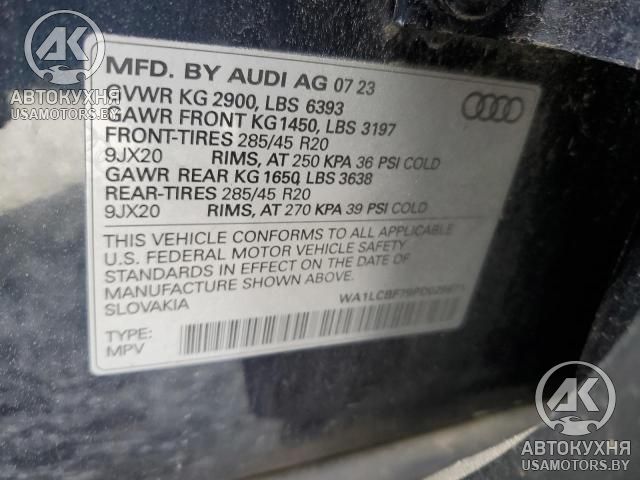 MFD. BY AUDI AG 07 23
GVWR KG 2900, LBS 6393
GAWR FRONT KG1450, LBS 3197
FRONT-TIRES 285/45 R20
9JX20 RIMS, AT 250 KPA 36 PSI COLD
GAWR REAR KG 1650, LBS 3638
REAR-TIRES 285/45 R20
9JX20 RIMS, AT 270 KPA 39 PSI COLD
THIS VEHICLE CONFORMS TO ALL APPLICABLE
U.S. FEDERAL MOTOR VEHICLE SAFETY
STANDARDS IN EFFECT ON THE DATE OF
MANUFACTURE SHOWN ABOVE
SLOVAKIA
TYPE:
MPV
АК
АВТОКУХНЯ
USAMOTORS.BY
АК
АВТОКУХНЯ
USAMOTORS.BY